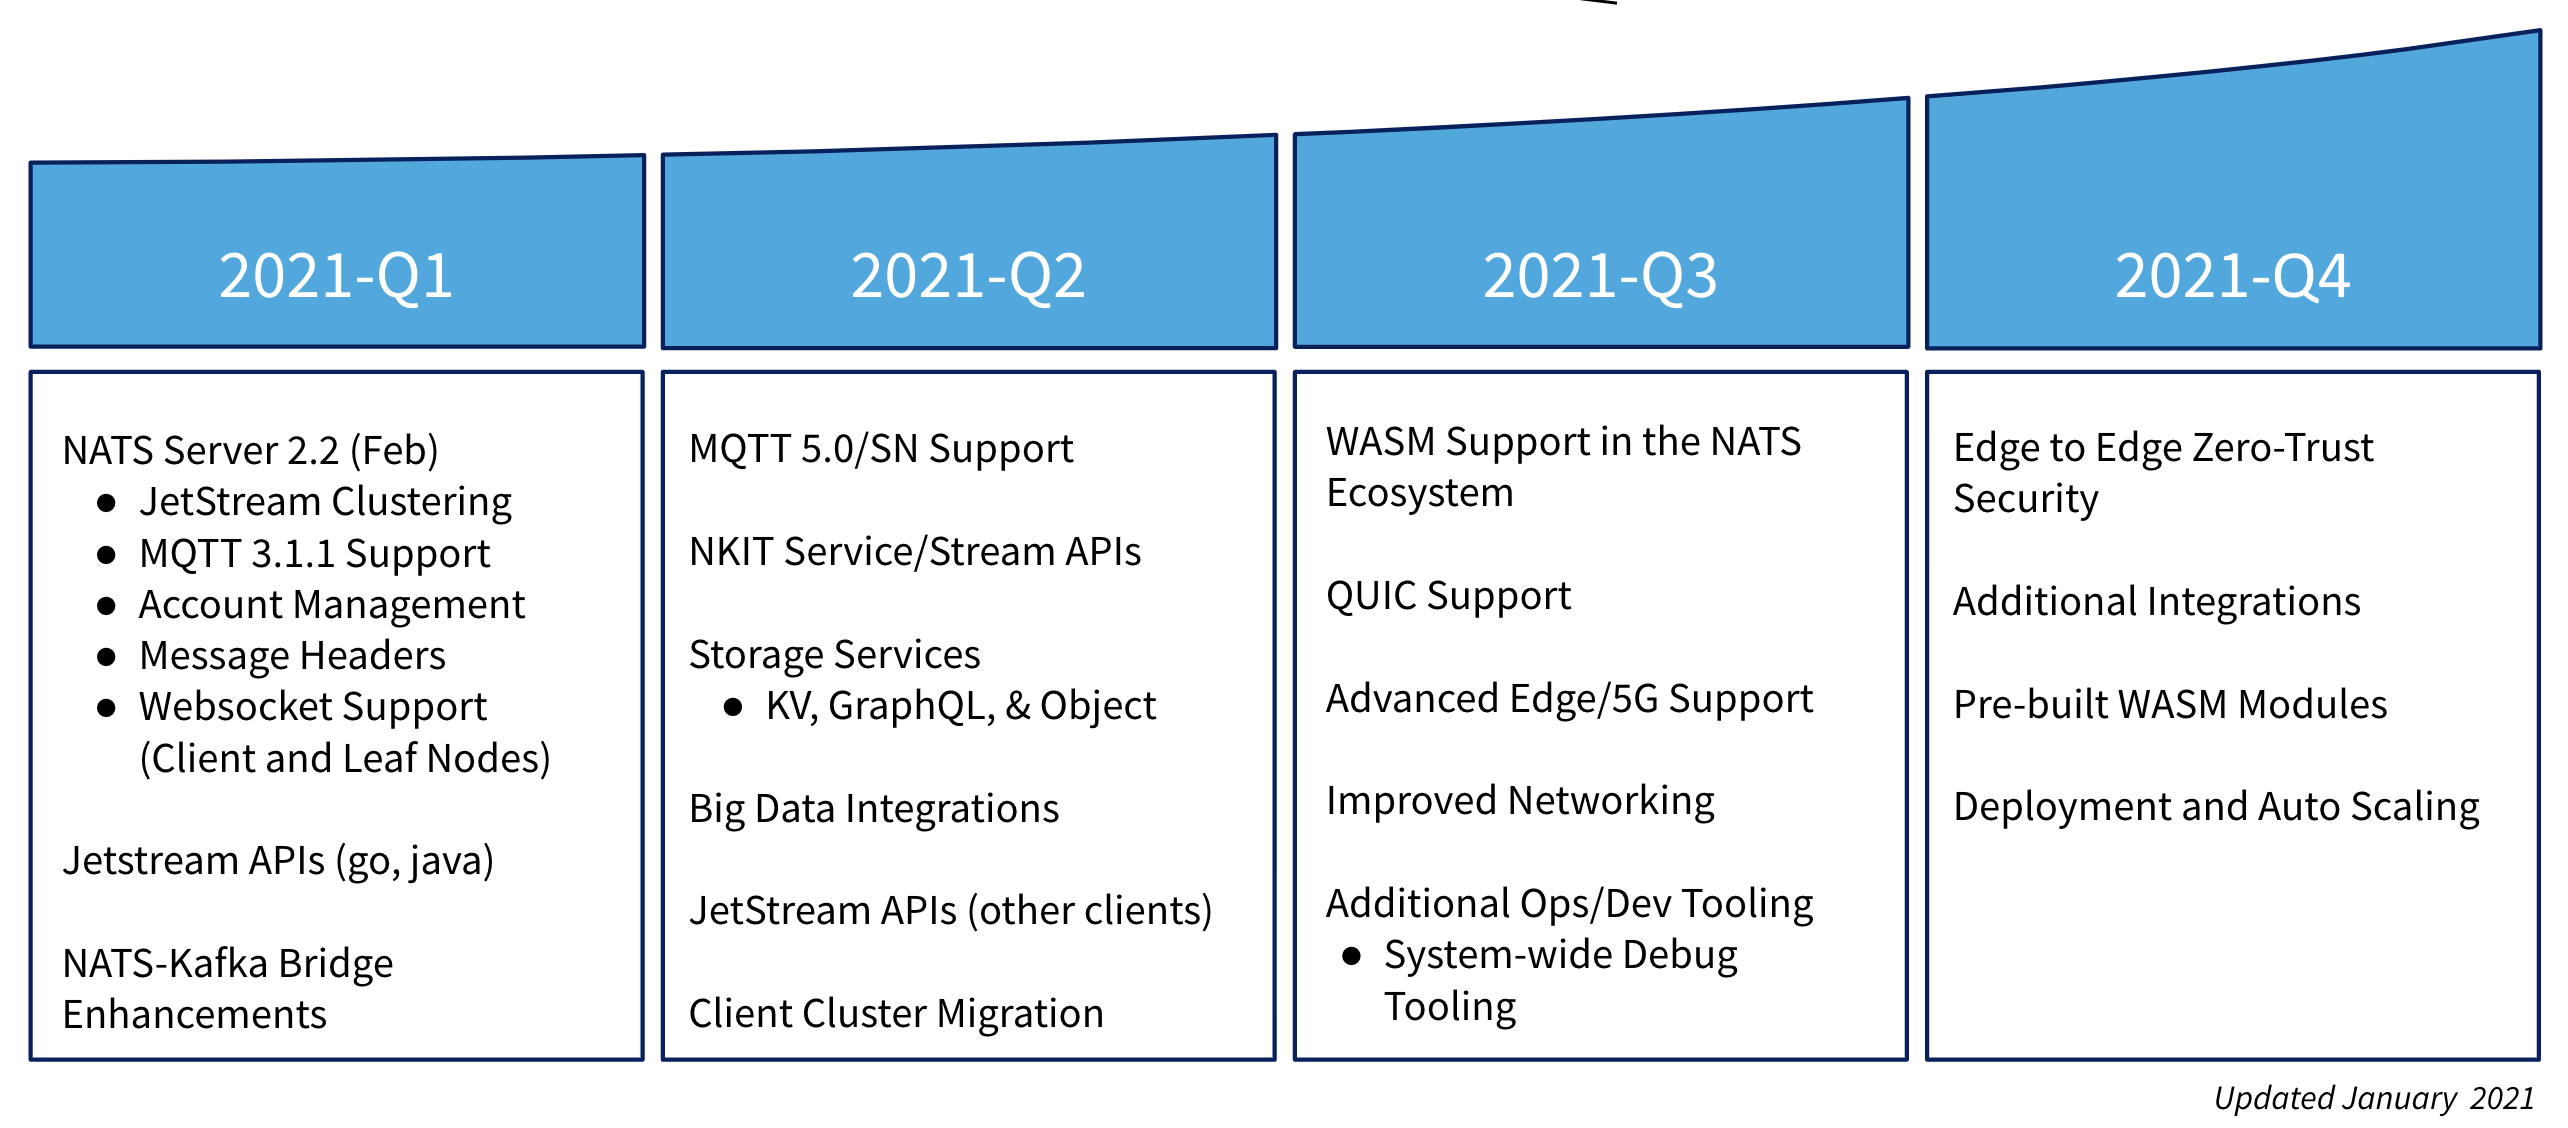 2021-Q1
NATS Server 2.2 (Feb)
● JetStream Clustering
● MQTT 3.1.1 Support
● Account Management
● Message Headers
● Websocket Support
(Client and Leaf Nodes)
Jetstream APIs (go, java)
NATS-Kafka Bridge
Enhancements
2021-Q2
MQTT 5.0/SN Support
NKIT Service/Stream APIs
Storage Services
● KV, GraphQL, & Object
Big Data Integrations
JetStream APIs (other clients)
Client Cluster Migration
2021-Q3
WASM Support in the NATS
Ecosystem
QUIC Support
Advanced Edge/5G Support
Improved Networking
Additional Ops/Dev Tooling
● System-wide Debug
Tooling
2021-Q4
Edge to Edge Zero-Trust
Security
Additional Integrations
Pre-built WASM Modules
Deployment and Auto Scaling
Updated January 2021